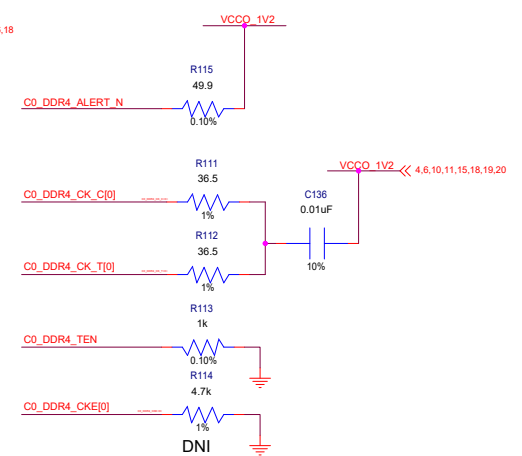 ,18
VCCO_1V2
R115
49.9
C0_DDR4_ALERT_N
0.10%
R111
36.5
C0_DDR4_CK_C[0]
1%
VCCO_1V2
4,6,10,11,15,18,19,20
C136
0.01uF
10%
R112
36.5
C0_DDR4_CK_T[0]
1%
R113
1k
C0_DDR4_TEN
0.10%
R114
4.7k
C0_DDR4_CKE[0]
1%
DNI